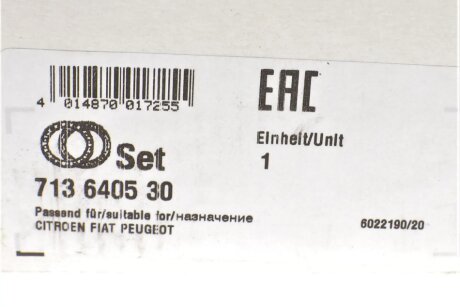 4 014870 017255
EAC
Set
Einheit/Unit
1
713 6405 30
Passend für/suitable for/назначение
CITROEN FIAT PEUGEOT
6022190/20